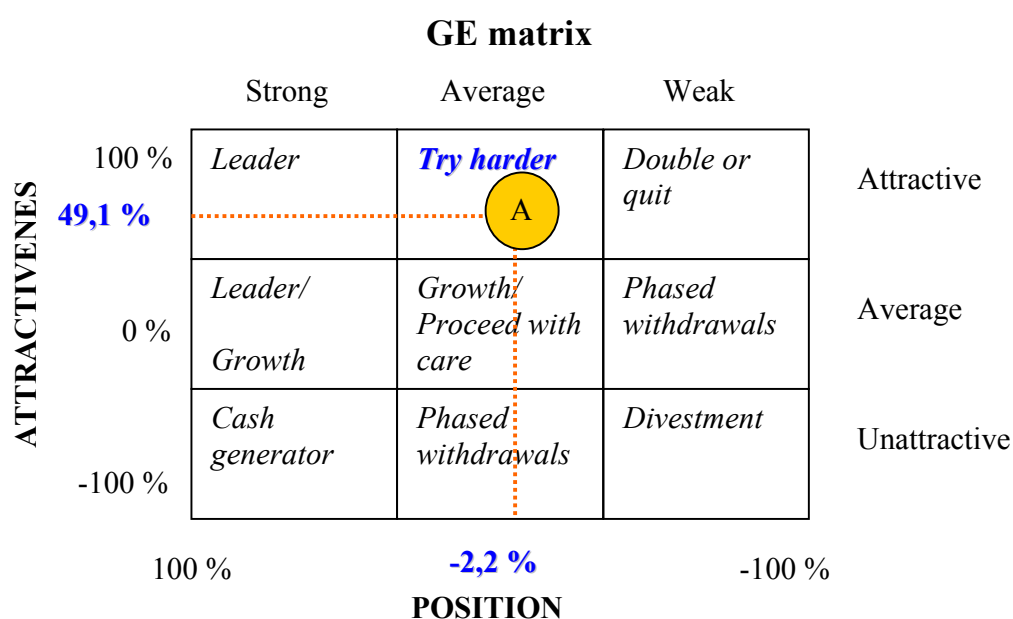 GE matrix
Strong Average Weak
100 %
49,1 %
0 %
-100 %
ATTRACTIVENES
Leader
Try harder
Double or
quit
A
Attractive
Leader/
Growth
Growth/
Proceed with
care
Phased
withdrawals
Average
Cash
generator
Phased
withdrawals
Divestment
Unattractive
100 % -2,2 % -100 %
POSITION